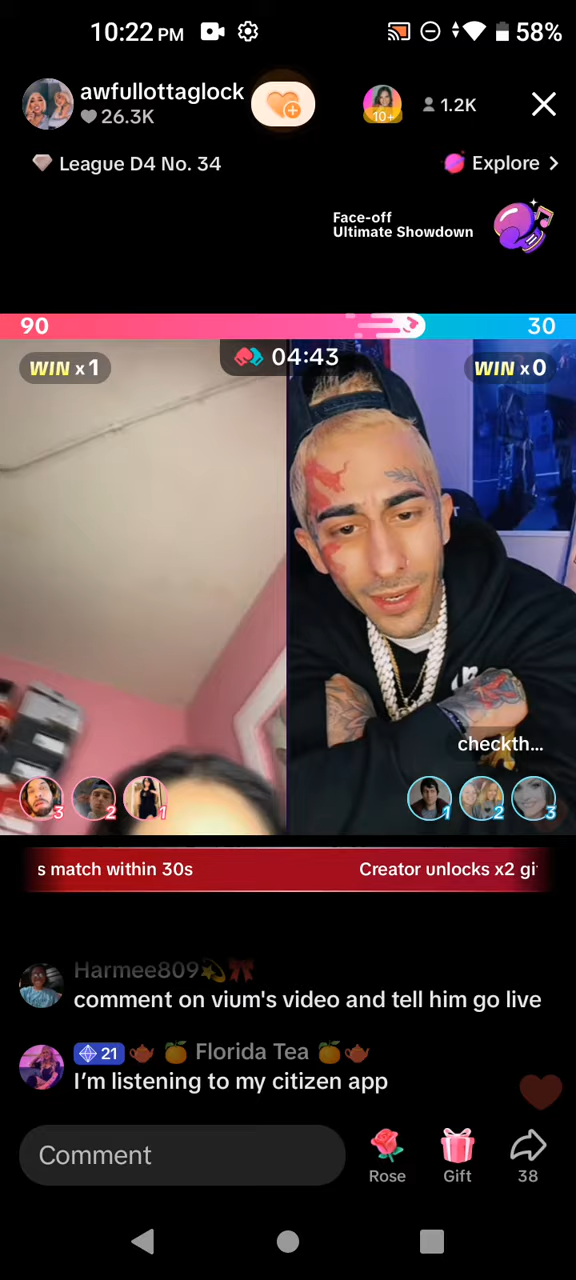 10:22 PM
58%
awfullottaglock
26.3K
10+
1.2K
League D4 No. 34
Explore >
Face-off
Ultimate Showdown
90
30
WIN x1
04:43
WIN x0
checkth...
3
2
1
1
2
3
s match within 30s
Creator unlocks x2 gi
Harmee809
comment on vium's video and tell him go live
21 Florida Tea
I'm listening to my citizen app
Comment
Rose
Gift
38